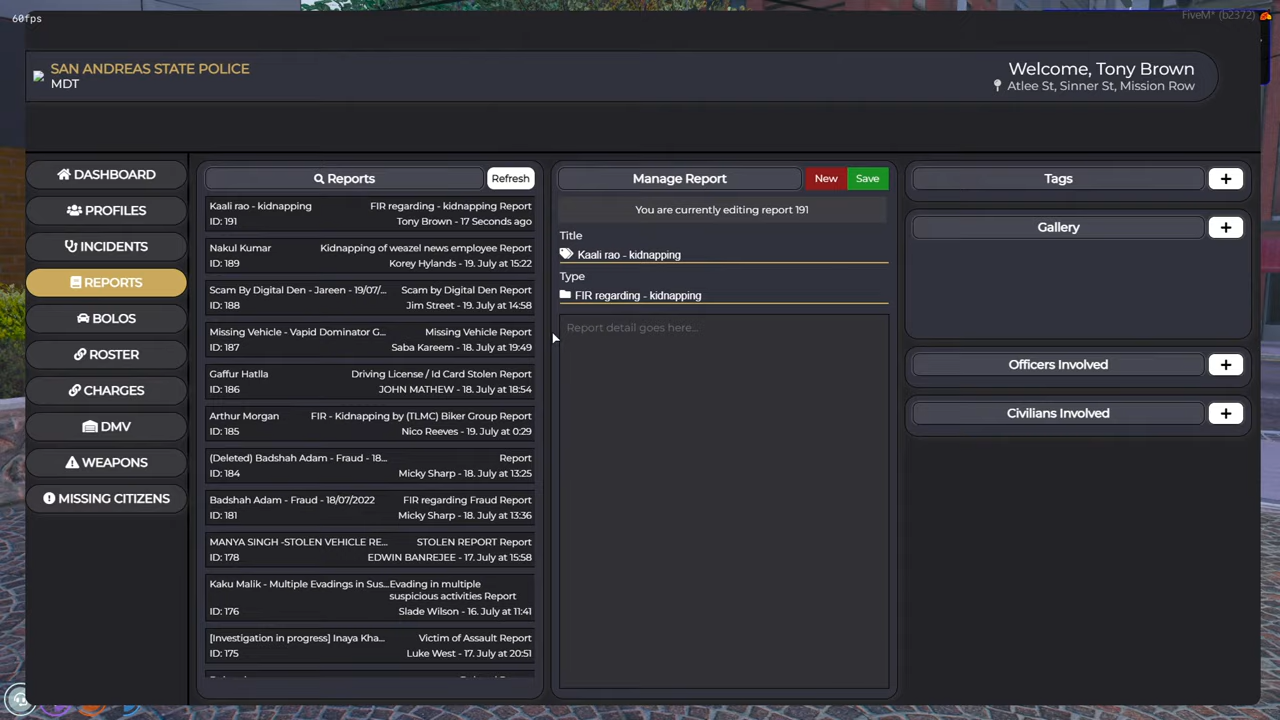 60fps
FiveM* (b2372)
SAN ANDREAS STATE POLICE
MDT
Welcome, Tony Brown
Atlee St, Sinner St, Mission Row
DASHBOARD
PROFILES
INCIDENTS
REPORTS
BOLOS
ROSTER
CHARGES
DMV
WEAPONS
MISSING CITIZENS
Reports
Refresh
Kaali rao - kidnapping FIR regarding - kidnapping Report
ID: 191 Tony Brown - 17 Seconds ago
Nakul Kumar Kidnapping of weazel news employee Report
ID: 189 Korey Hylands - 19. July at 15:22
Scam By Digital Den - Jareen - 19/07/... Scam by Digital Den Report
ID: 188 Jim Street - 19. July at 14:58
Missing Vehicle - Vapid Dominator G... Missing Vehicle Report
ID: 187 Saba Kareem - 18. July at 19:49
Gaffur Hatlla Driving License / Id Card Stolen Report
ID: 186 JOHN MATHEW - 18. July at 18:54
Arthur Morgan FIR - Kidnapping by (TLMC) Biker Group Report
ID: 185 Nico Reeves - 19. July at 0:29
(Deleted) Badshah Adam - Fraud - 18... Report
ID: 184 Micky Sharp - 18. July at 13:25
Badshah Adam - Fraud - 18/07/2022 FIR regarding Fraud Report
ID: 181 Micky Sharp - 18. July at 13:36
MANYA SINGH -STOLEN VEHICLE RE... STOLEN REPORT Report
ID: 178 EDWIN BANREJEE - 17. July at 15:58
Kaku Malik - Multiple Evadings in Sus... Evading in multiple
suspicious activities Report
ID: 176 Slade Wilson - 16. July at 11:41
[Investigation in progress] Inaya Kha... Victim of Assault Report
ID: 175 Luke West - 17. July at 20:51
Manage Report
New
Save
You are currently editing report 191
Title
Kaali rao - kidnapping
Type
FIR regarding - kidnapping
Report detail goes here...
Tags
+
Gallery
+
Officers Involved
+
Civilians Involved
+